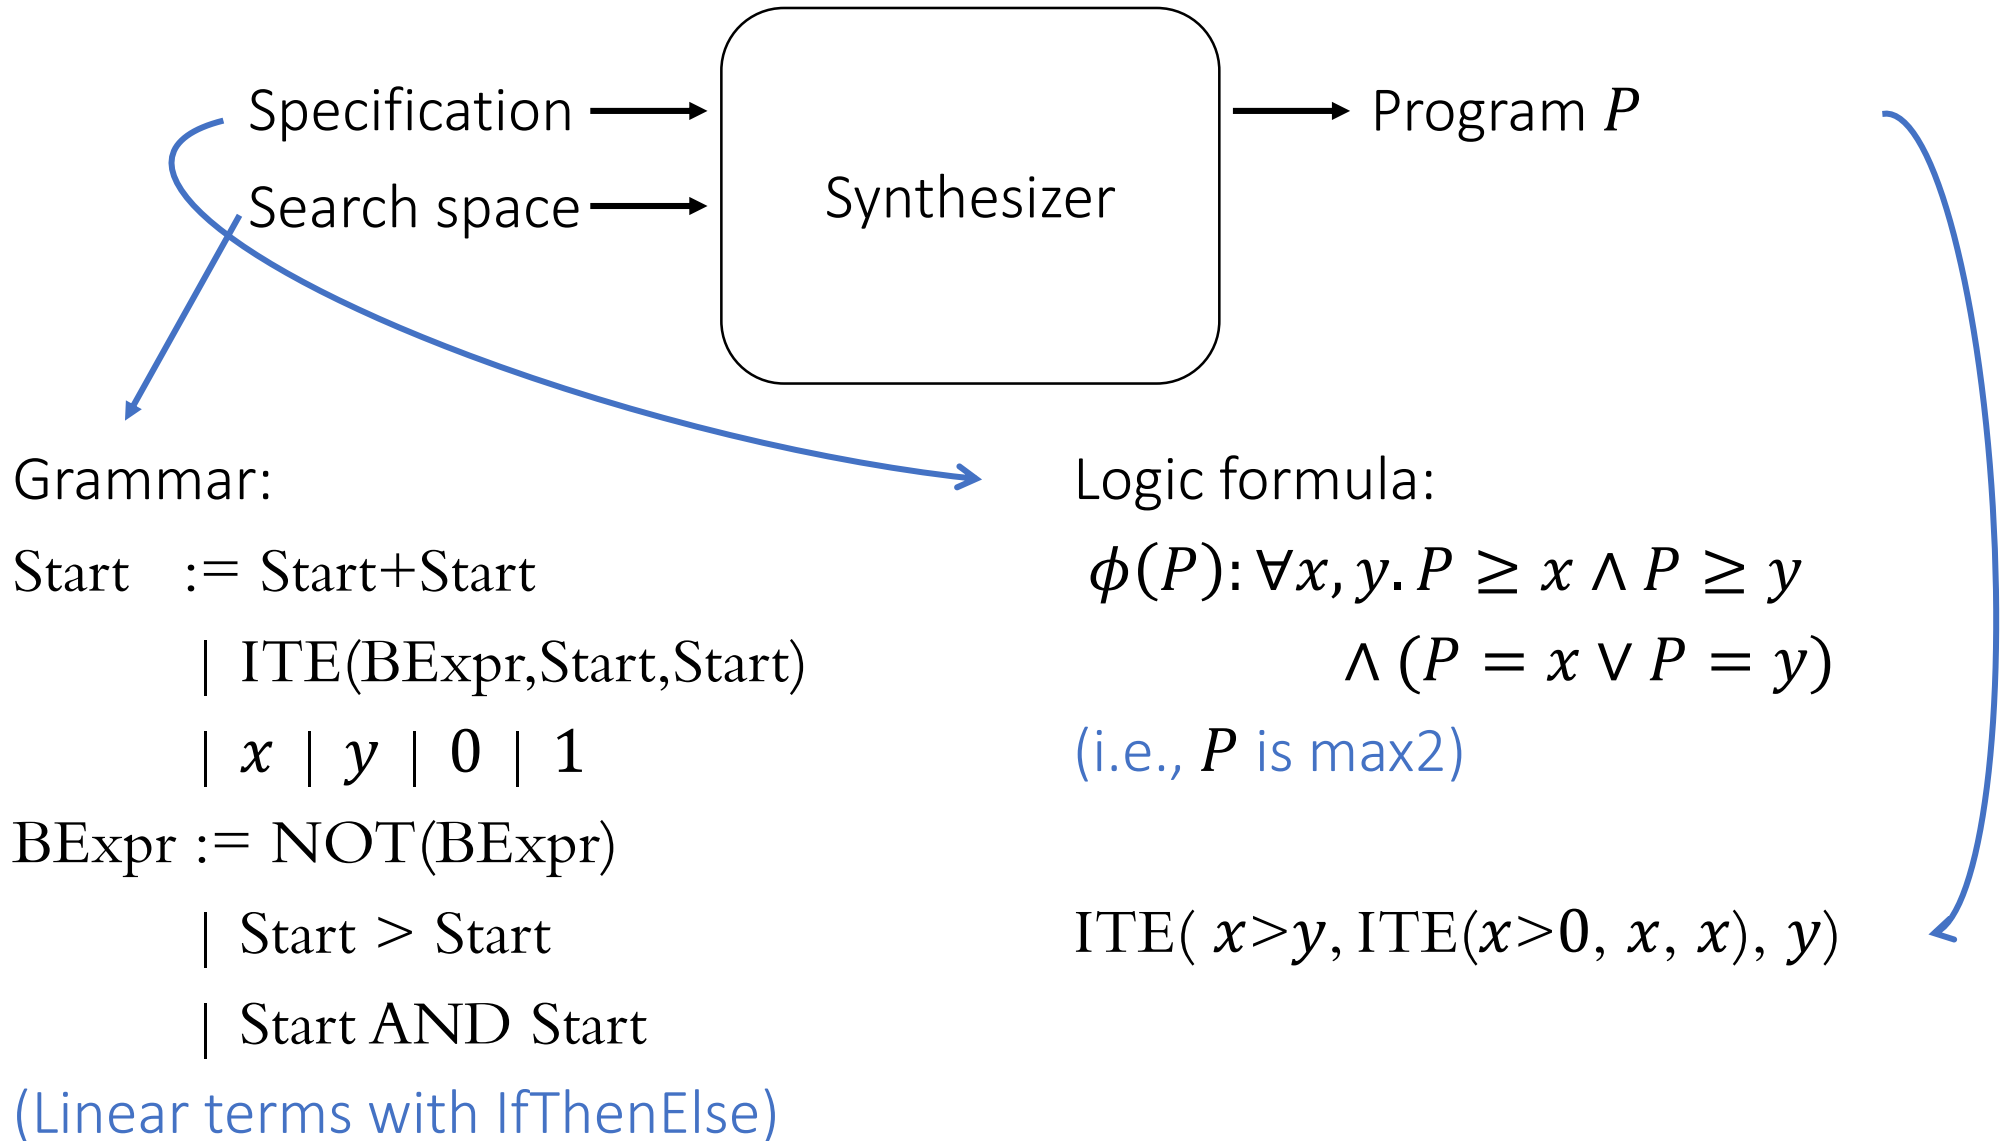 Specification
Search space
Synthesizer
Program P
Grammar:
Start := Start+Start
| ITE(BExpr,Start,Start)
| x | y | 0 | 1
BExpr := NOT(BExpr)
| Start > Start
| Start AND Start
(Linear terms with IfThenElse)
Logic formula:
ϕ(P): ∀x, y. P ≥ x ∧ P ≥ y
∧ (P = x ∨ P = y)
(i.e., P is max2)
ITE( x>y, ITE(x>0, x, x), y)